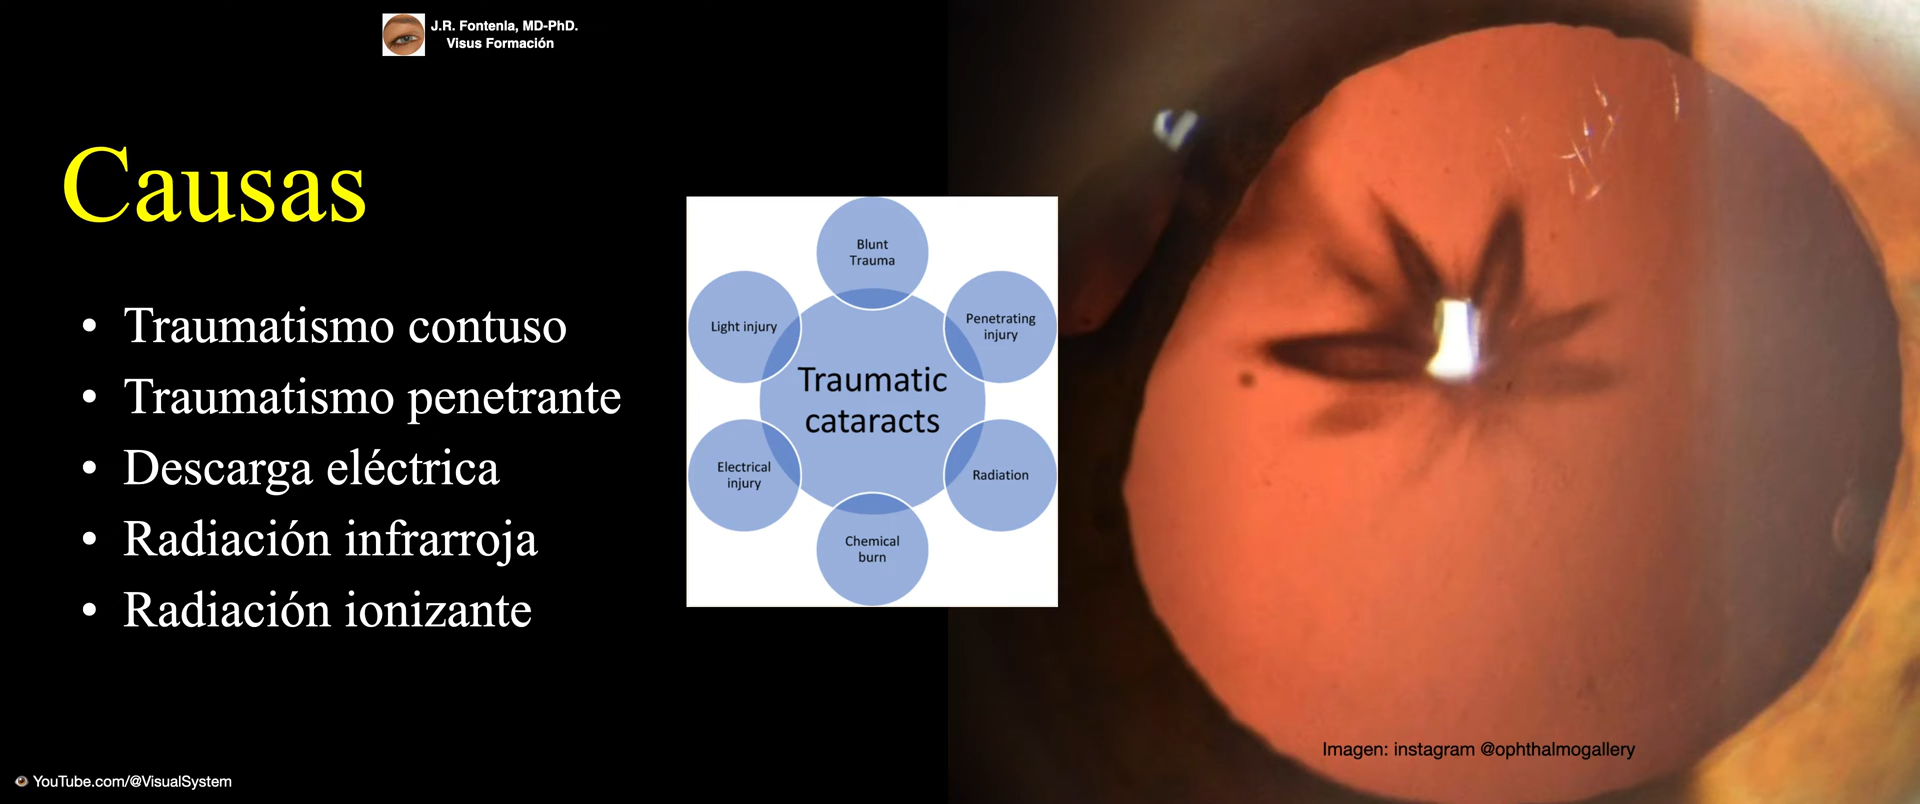 J.R. Fontenla, MD-PhD.
Visus Formación
Causas
• Traumatismo contuso
• Traumatismo penetrante
• Descarga eléctrica
• Radiación infrarroja
• Radiación ionizante
Blunt
Trauma
Light injury
Penetrating
injury
Traumatic
cataracts
Electrical
injury
Radiation
Chemical
burn
Imagen: instagram @ophthalmogallery
YouTube.com/@VisualSystem